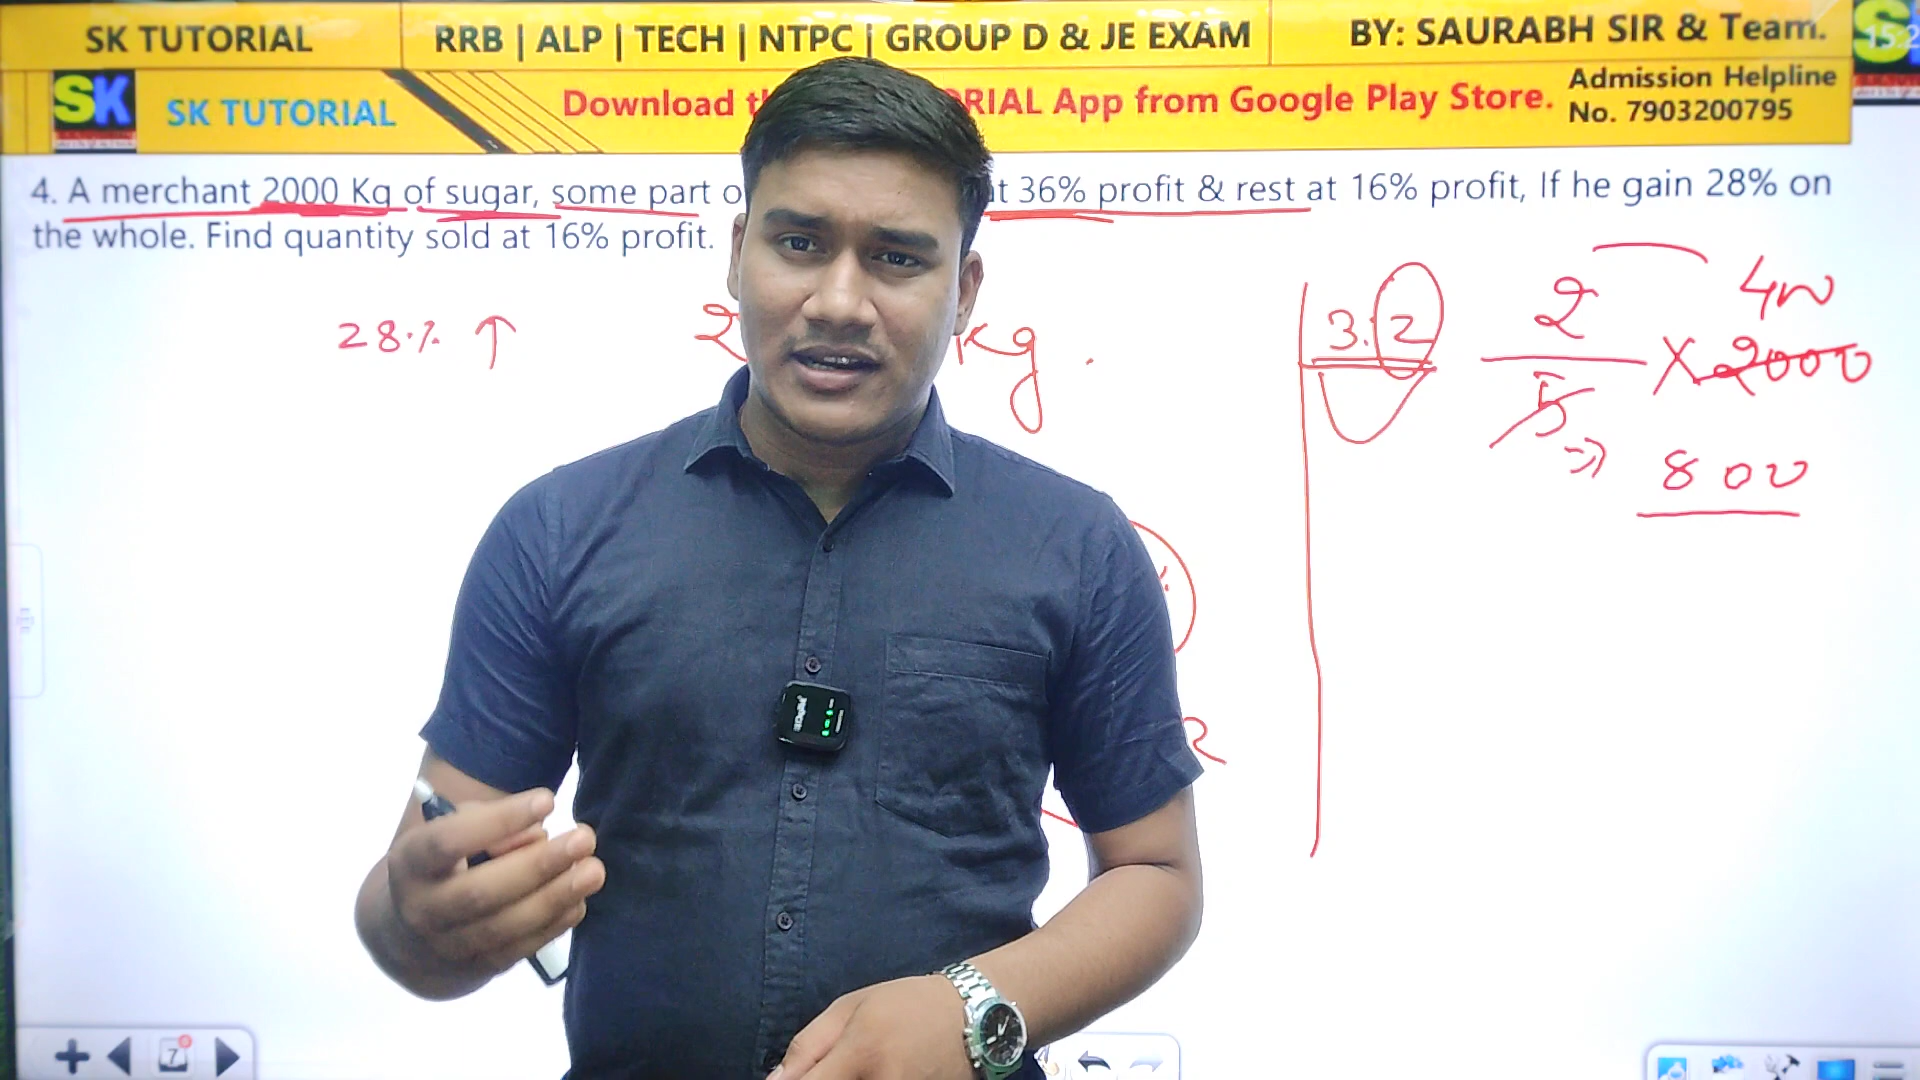 SK TUTORIAL
RRB | ALP | TECH | NTPC | GROUP D & JE EXAM
BY: SAURABH SIR & Team.
SK
SK TUTORIAL
Download RIAL App from Google Play Store.
Admission Helpline
No. 7903200795
4. A merchant 2000 Kg of sugar, some part 36% profit & rest at 16% profit, If he gain 28% on
the whole. Find quantity sold at 16% profit.
28% ↑
2 kg.
3:2
2
5
× 2000
400
⇒ 800
2
7